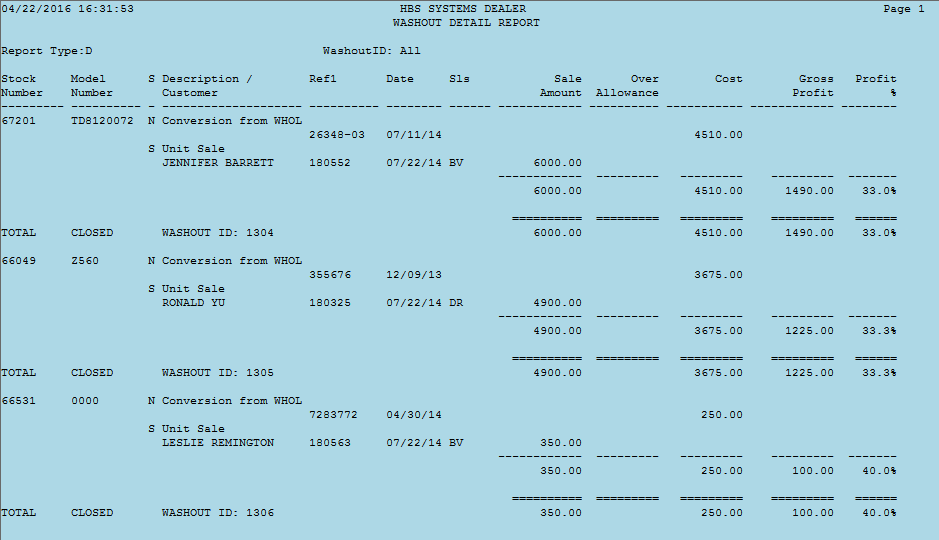 04/22/2016 16:31:53 HBS SYSTEMS DEALER Page 1
WASHOUT DETAIL REPORT
Report Type:D WashoutID: All
Stock Model S Description / Ref1 Date Sls Sale Over Cost Gross Profit
Number Number Customer Amount Allowance Profit %
--------- ---------- - -------------------- ---------- -------- ------ ------------ --------- ----------- ------------ --------
67201 TD8120072 N Conversion from WHOL
26348-03 07/11/14 4510.00
S Unit Sale
JENNIFER BARRETT 180552 07/22/14 BV 6000.00
------------ --------- --------- --------- -------
6000.00 4510.00 1490.00 33.0%
========== ========= ========= ========= ======
TOTAL CLOSED WASHOUT ID: 1304 6000.00 4510.00 1490.00 33.0%
66049 Z560 N Conversion from WHOL
355676 12/09/13 3675.00
S Unit Sale
RONALD YU 180325 07/22/14 DR 4900.00
------------ --------- --------- --------- -------
4900.00 3675.00 1225.00 33.3%
========== ========= ========= ========= ======
TOTAL CLOSED WASHOUT ID: 1305 4900.00 3675.00 1225.00 33.3%
66531 0000 N Conversion from WHOL
7283772 04/30/14 250.00
S Unit Sale
LESLIE REMINGTON 180563 07/22/14 BV 350.00
------------ --------- --------- --------- -------
350.00 250.00 100.00 40.0%
========== ========= ========= ========= ======
TOTAL CLOSED WASHOUT ID: 1306 350.00 250.00 100.00 40.0%